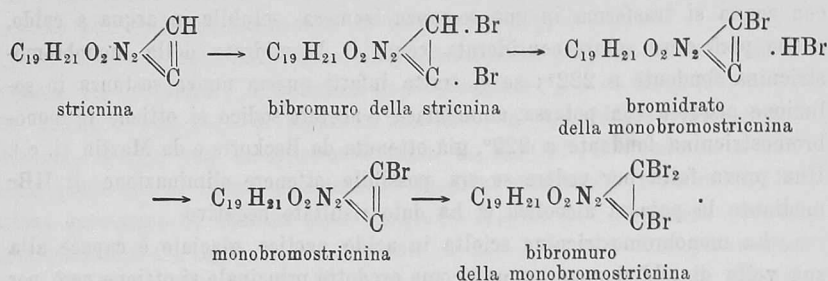 CH CH.Br CBr
C₁₉ H₂₁ O₂ N₂ ‖ ⟶ C₁₉ H₂₁ O₂ N₂ ‖ ⟶ C₁₉ H₂₁ O₂ N₂ ‖ .HBr
C C.Br C
stricnina bibromuro della stricnina bromidrato
della monobromostricnina
CBr CBr₂
⟶ C₁₉ H₂₁ O₂ N₂ ‖ ⟶ C₁₉ H₂₁ O₂ N₂ .
C CBr
monobromostricnina bibromuro
della monobromostricnina